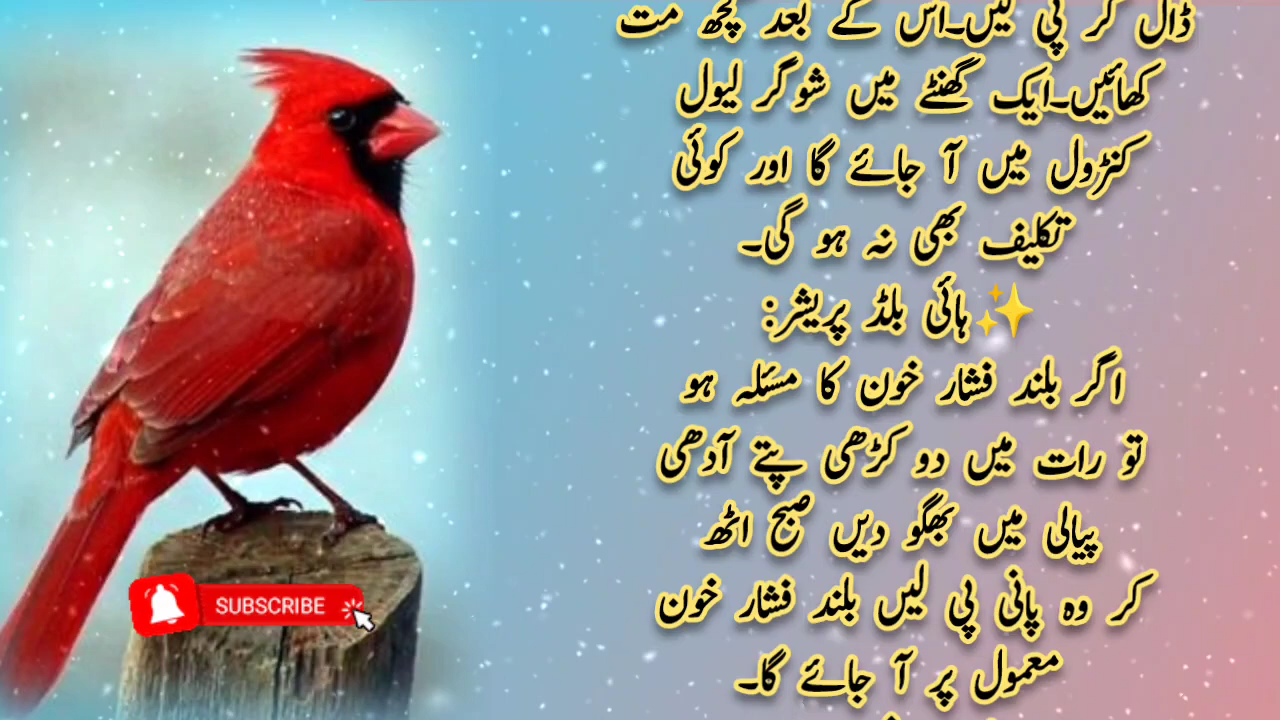 ڈال کر پی لیں۔اس کے بعد کچھ مت
کھائیں۔ایک گھنٹے میں شوگر لیول
کنڑول میں آ جائے گا اور کوئی
تکلیف بھی نہ ہو گی۔
✨ہائی بلڈ پریشر:
اگر بلند فشار خون کا مسئلہ ہو
تو رات میں دو کڑھی پتے آدھی
پیالی میں بھگو دیں صبح اٹھ
کر وہ پانی پی لیں بلند فشار خون
معمول پر آ جائے گا۔
SUBSCRIBE